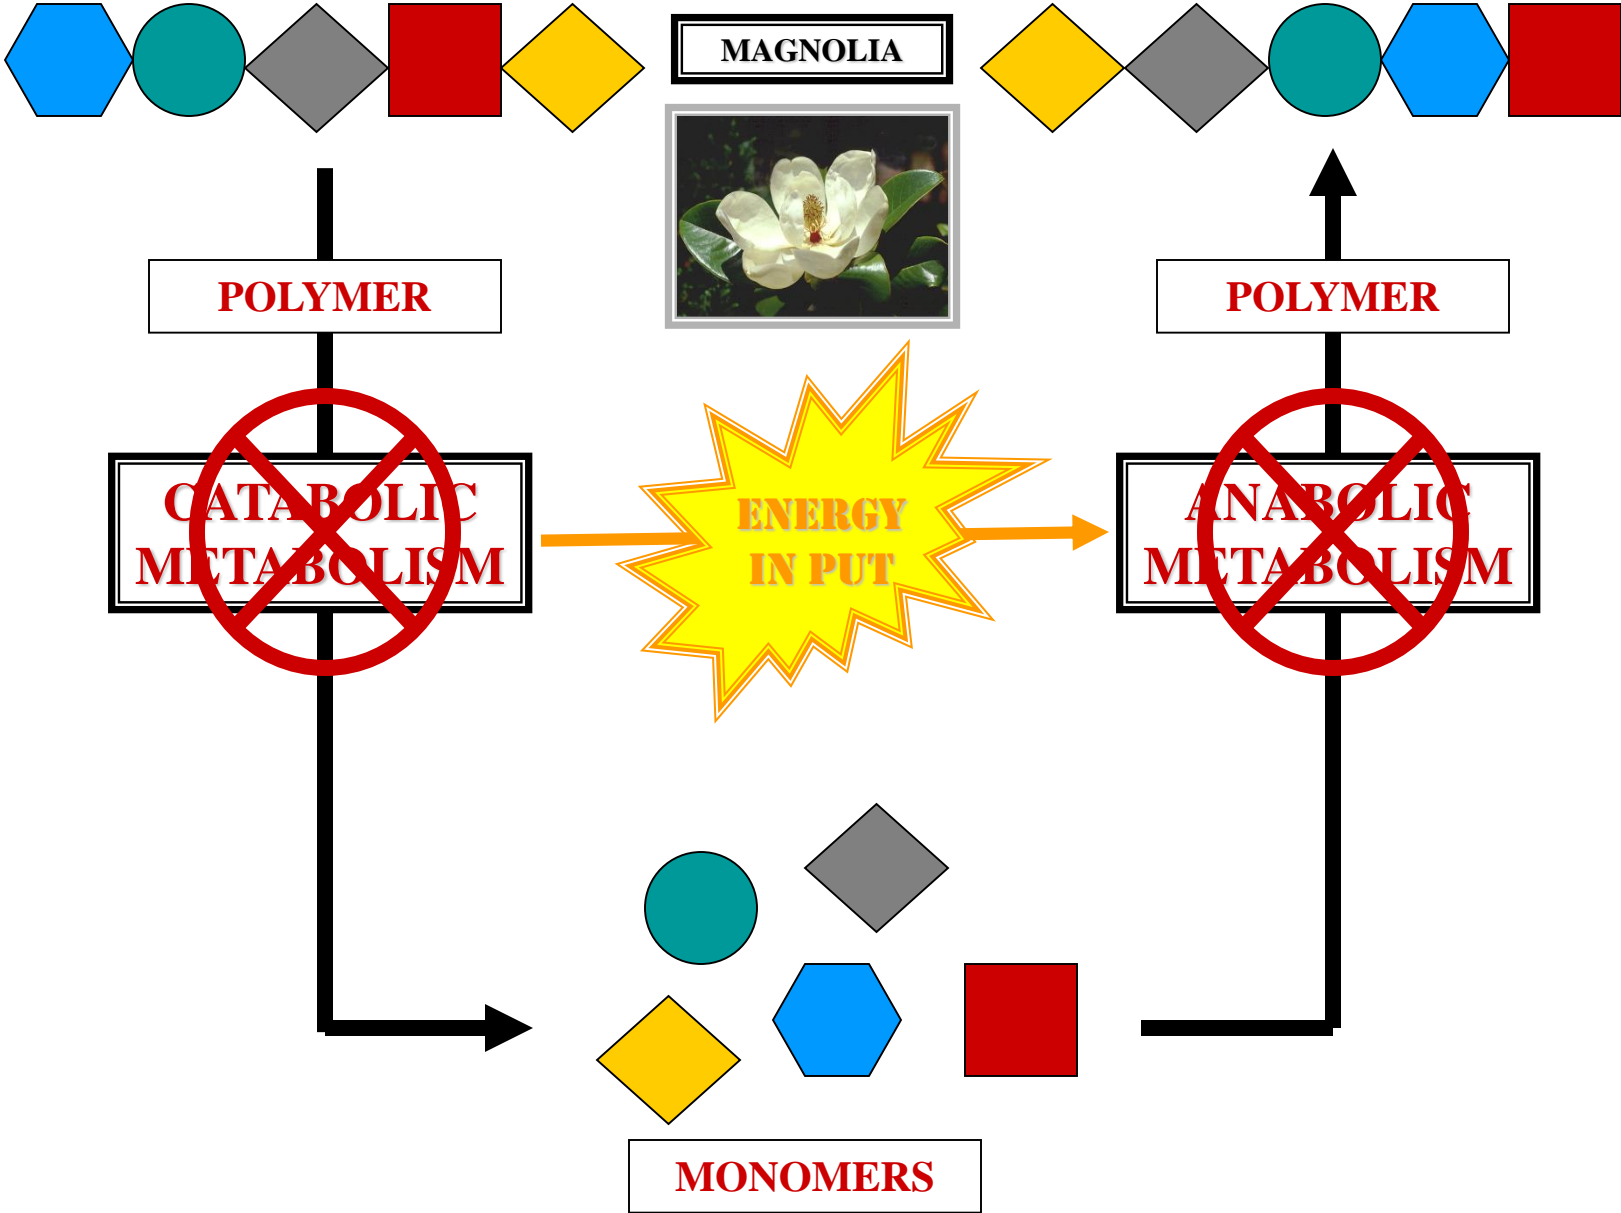 MAGNOLIA
POLYMER
POLYMER
CATABOLIC
METABOLISM
ENERGY
IN PUT
ANABOLIC
METABOLISM
MONOMERS